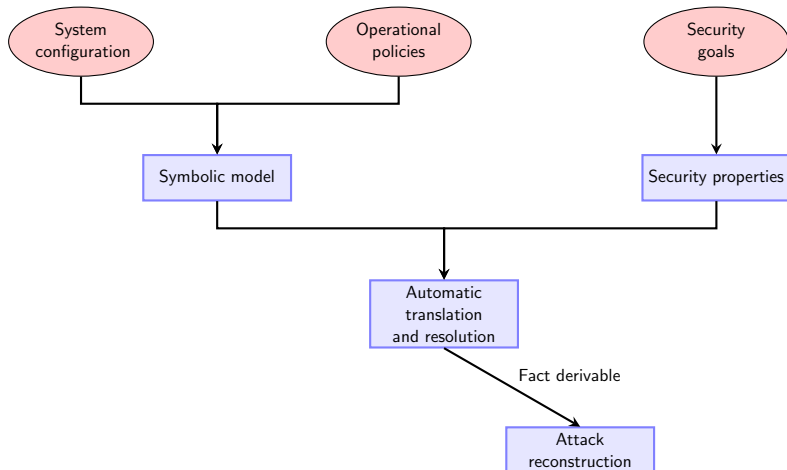 System
configuration
Operational
policies
Security
goals
Symbolic model
Security properties
Automatic
translation
and resolution
Fact derivable
Attack
reconstruction